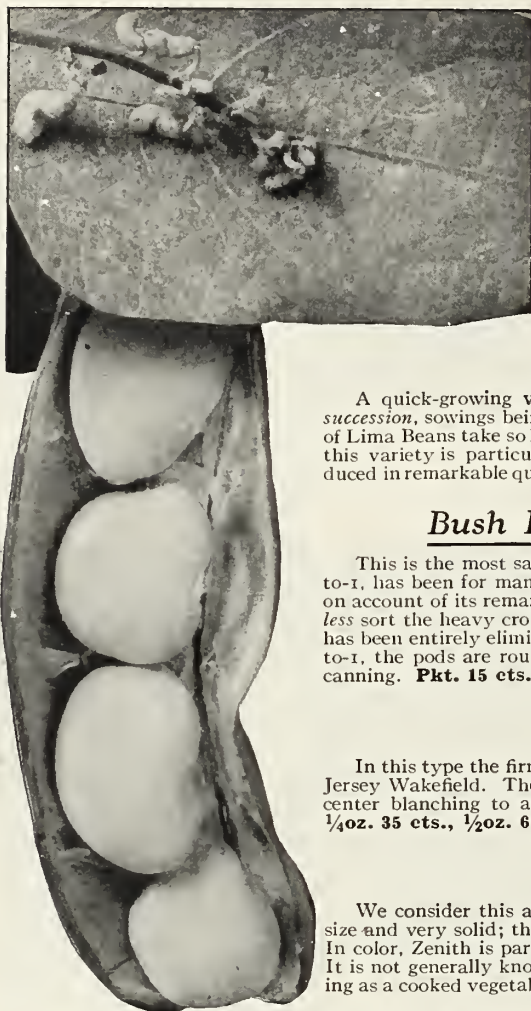 A quick-growing v
succession, sowings bein
of Lima Beans take so
this variety is particu
duced in remarkable qu
Bush
This is the most sa
to-1, has been for man
on account of its remar
less sort the heavy cro
has been entirely elimi
to-1, the pods are rou
canning. Pkt. 15 cts.
In this type the firn
Jersey Wakefield. The
center blanching to a
¼oz. 35 cts., ½oz. 6
We consider this a
size and very solid; th
In color, Zenith is par
It is not generally kno
ing as a cooked vegetal